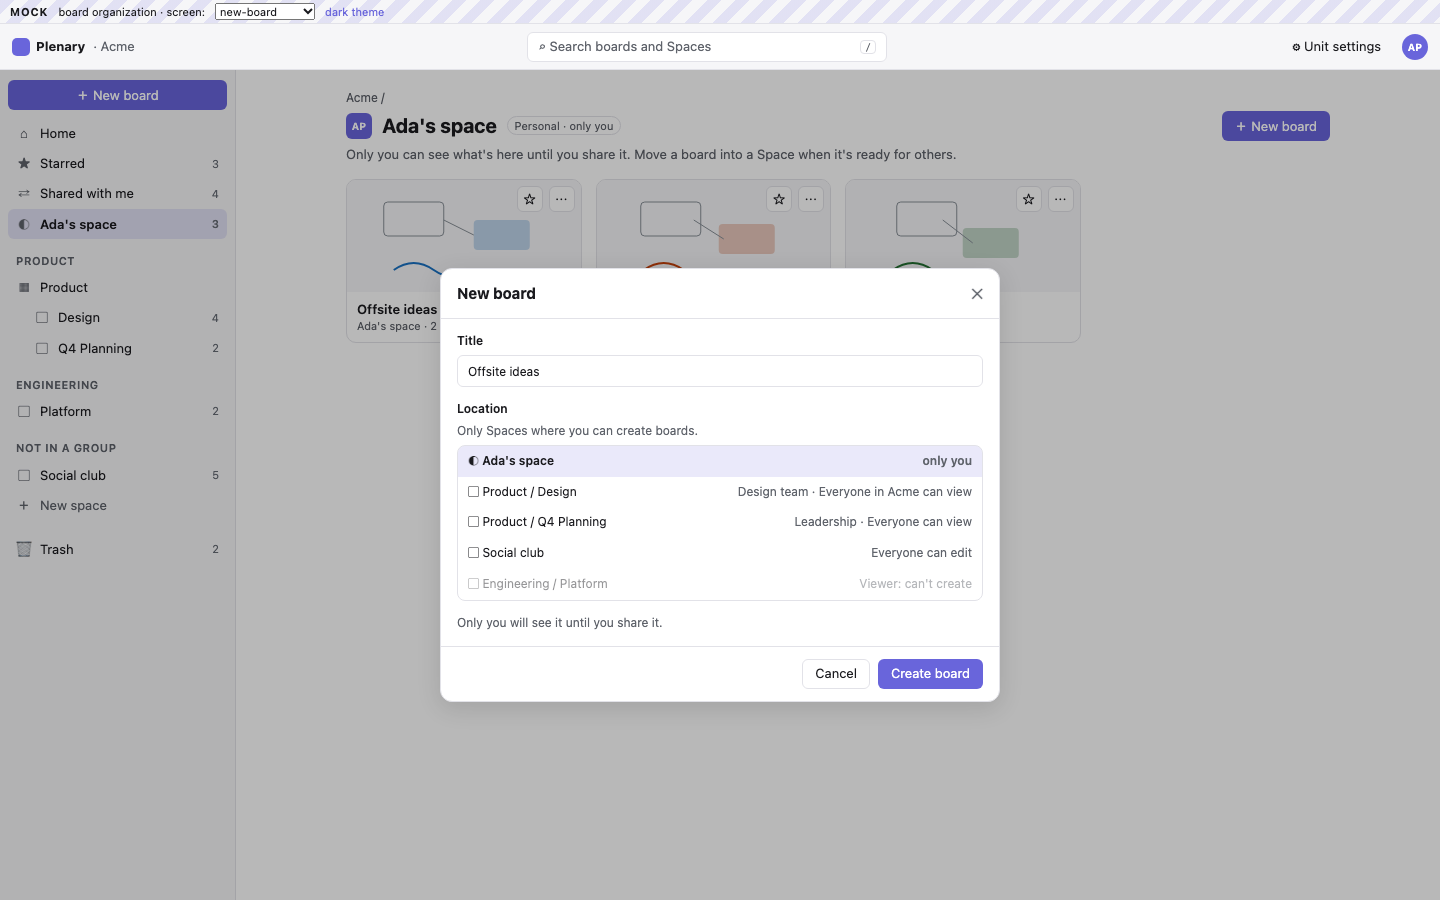 MOCK board organization · screen: new-board dark theme
Plenary · Acme
Search boards and Spaces /
Unit settings
AP
+ New board
Home
Starred 3
Shared with me 4
Ada's space 3
PRODUCT
Product
Design 4
Q4 Planning 2
ENGINEERING
Platform 2
NOT IN A GROUP
Social club 5
+ New space
Trash 2
Acme /
AP Ada's space Personal · only you
+ New board
Only you can see what's here until you share it. Move a board into a Space when it's ready for others.
Offsite ideas
Ada's space · 2
New board
Title
Offsite ideas
Location
Only Spaces where you can create boards.
Ada's space only you
Product / Design Design team · Everyone in Acme can view
Product / Q4 Planning Leadership · Everyone can view
Social club Everyone can edit
Engineering / Platform Viewer: can't create
Only you will see it until you share it.
Cancel
Create board